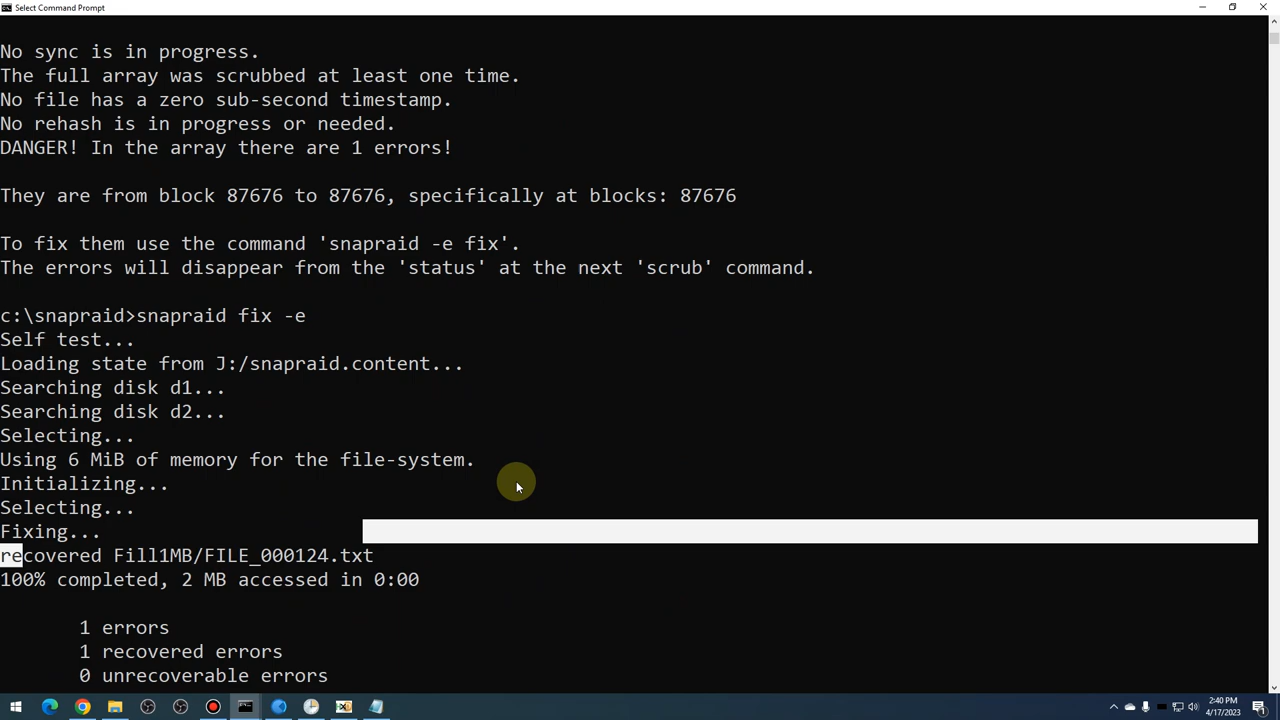 Select Command Prompt
No sync is in progress.
The full array was scrubbed at least one time.
No file has a zero sub-second timestamp.
No rehash is in progress or needed.
DANGER! In the array there are 1 errors!
They are from block 87676 to 87676, specifically at blocks: 87676
To fix them use the command 'snapraid -e fix'.
The errors will disappear from the 'status' at the next 'scrub' command.
c:\snapraid>snapraid fix -e
Self test...
Loading state from J:/snapraid.content...
Searching disk d1...
Searching disk d2...
Selecting...
Using 6 MiB of memory for the file-system.
Initializing...
Selecting...
Fixing...
recovered Fill1MB/FILE_000124.txt
100% completed, 2 MB accessed in 0:00
1 errors
1 recovered errors
0 unrecoverable errors
2:40 PM
4/17/2023